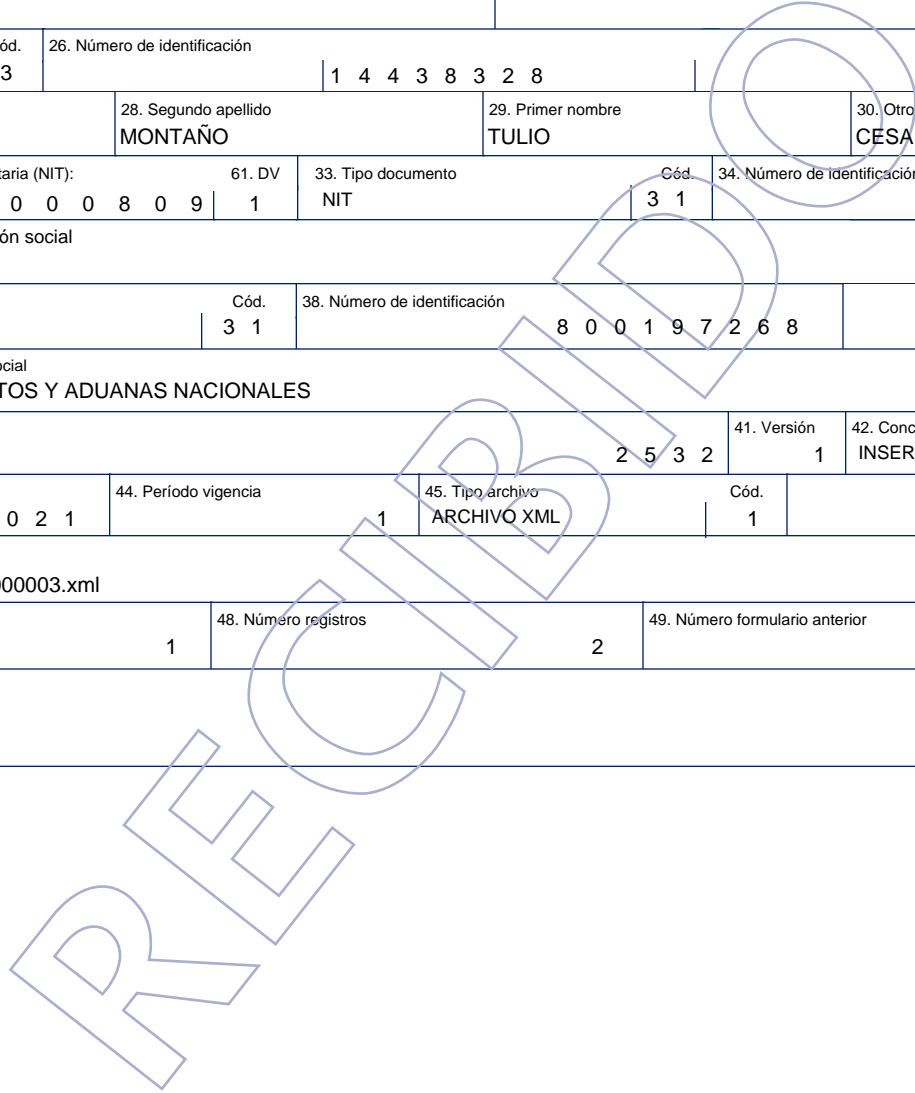 ód. 26. Número de identificación
3 1 4 4 3 8 3 2 8
28. Segundo apellido 29. Primer nombre 30. Otro
MONTAÑO TULIO CESA
taria (NIT): 61. DV 33. Tipo documento Cód. 34. Número de identificación
0 0 0 8 0 9 1 NIT 3 1
ón social
Cód. 38. Número de identificación
3 1 8 0 0 1 9 7 2 6 8
ocial
TOS Y ADUANAS NACIONALES
41. Versión 42. Conc
2 5 3 2 1 INSER
44. Período vigencia 45. Tipo archivo Cód.
0 2 1 1 ARCHIVO XML 1
000003.xml
48. Número registros 49. Número formulario anterior
1 2
RECIBIDO